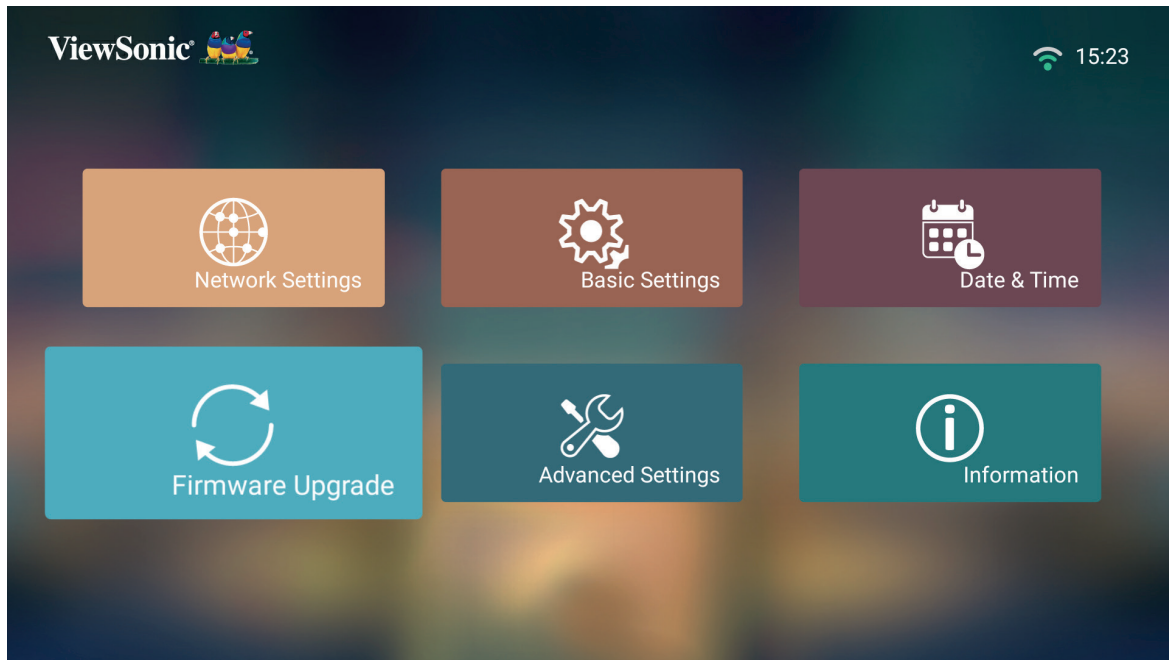 ViewSonic®
15:23
Network Settings
Basic Settings
Date & Time
Firmware Upgrade
Advanced Settings
Information